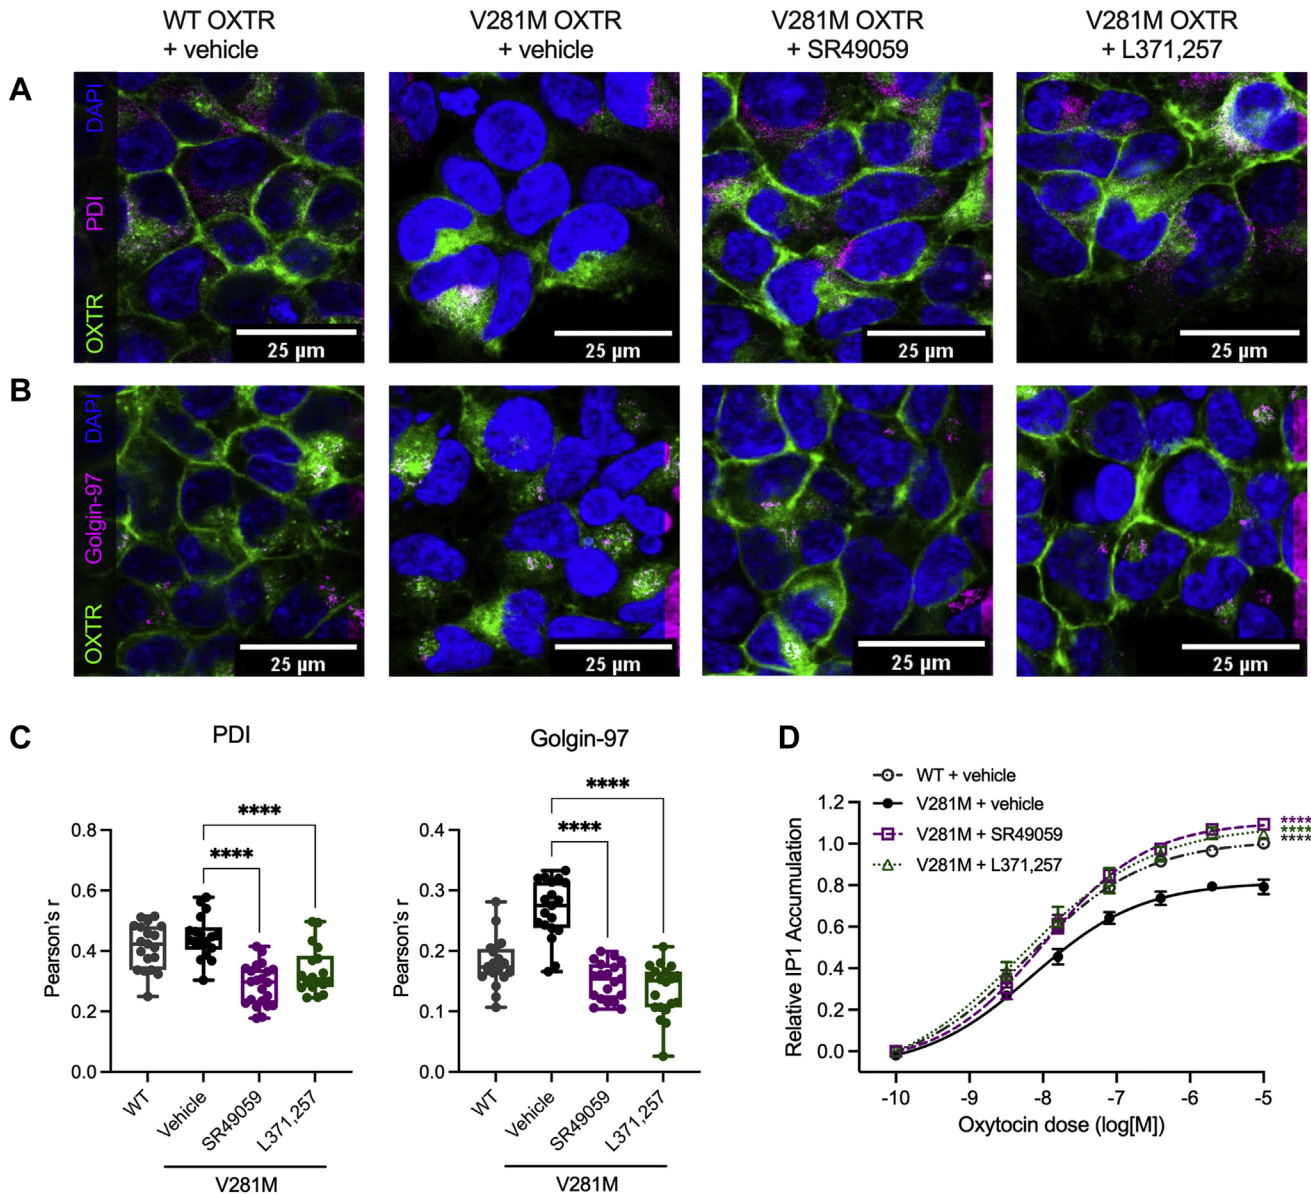 WT OXTR
+ vehicle
V281M OXTR
+ vehicle
V281M OXTR
+ SR49059
V281M OXTR
+ L371,257
A
OXTR PDI DAPI
25 µm
25 µm
25 µm
25 µm
B
OXTR Golgin-97 DAPI
25 µm
25 µm
25 µm
25 µm
C
PDI
Pearson's r
0.8
0.6
0.4
0.2
0.0
****
****
WT
Vehicle
SR49059
L371,257
V281M
Golgin-97
Pearson's r
0.4
0.3
0.2
0.1
0.0
****
****
WT
Vehicle
SR49059
L371,257
V281M
D
WT + vehicle
V281M + vehicle
V281M + SR49059
V281M + L371,257
Relative IP1 Accumulation
1.2
1.0
0.8
0.6
0.4
0.2
0.0
****
****
****
-10 -9 -8 -7 -6 -5
Oxytocin dose (log[M])